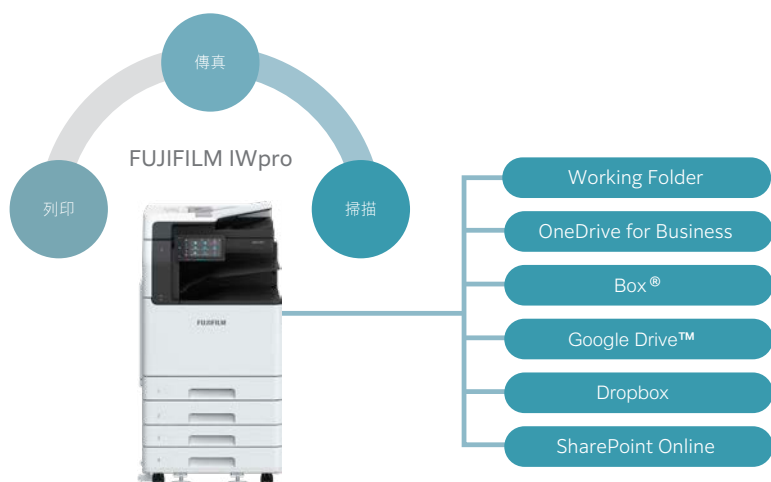 傳真
FUJIFILM IWpro
列印
掃描
Working Folder
OneDrive for Business
Box®
Google Drive™
Dropbox
SharePoint Online
FUJIFILM